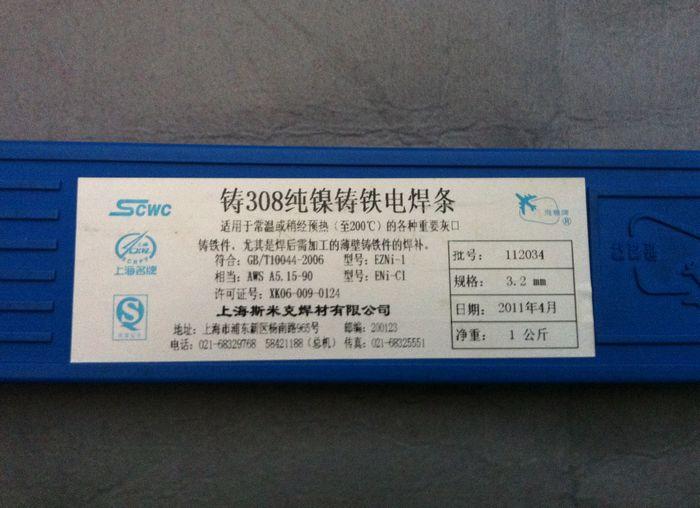 SCWC
铸308纯镍铸铁电焊条
适用于常温或稍经预热(至200℃)的各种重要灰口
铸铁件，尤其是焊后需加工的薄壁铸铁件的焊补。
符合: GB/T10044-2006 型号: EZNi-1
相当: AWS A5.15-90 型号: ENi-C1
许可证号: XK06-009-0124
上海斯米克焊材有限公司
地址: 上海市浦东新区杨南路965号 邮编: 200123
电话: 021-68329768 58421188 (总机) 传真: 021-68325551
上海名牌
飞机牌
®
批号: 112034
规格: 3.2 mm
日期: 2011年4月
净重: 1 公斤